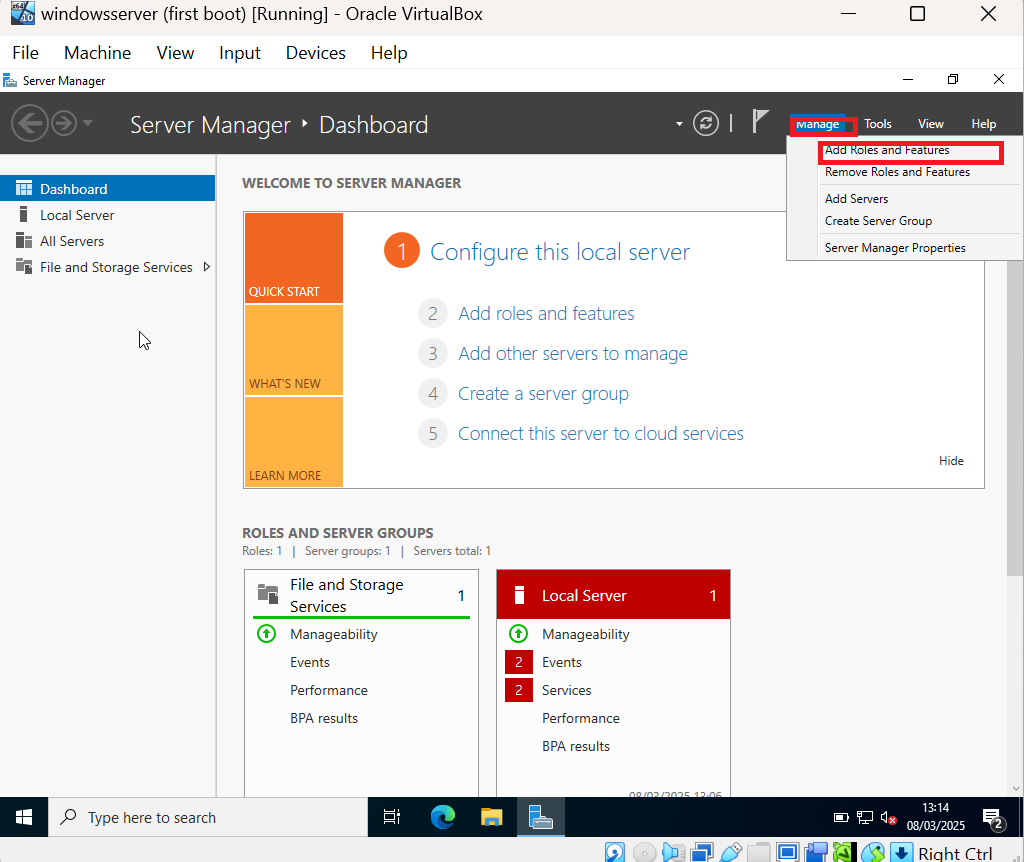 windowsserver (first boot) [Running] - Oracle VirtualBox
File Machine View Input Devices Help
Server Manager
Server Manager Dashboard
Manage Tools View Help
Add Roles and Features
Remove Roles and Features
Add Servers
Create Server Group
Server Manager Properties
Dashboard
Local Server
All Servers
File and Storage Services
WELCOME TO SERVER MANAGER
QUICK START
WHAT'S NEW
LEARN MORE
1 Configure this local server
2 Add roles and features
3 Add other servers to manage
4 Create a server group
5 Connect this server to cloud services
Hide
ROLES AND SERVER GROUPS
Roles: 1 | Server groups: 1 | Servers total: 1
File and Storage
Services
1
Manageability
Events
Performance
BPA results
Local Server 1
Manageability
2 Events
2 Services
Performance
BPA results
08/03/2025 13:06
Type here to search
13:14
08/03/2025
2
Right Ctrl